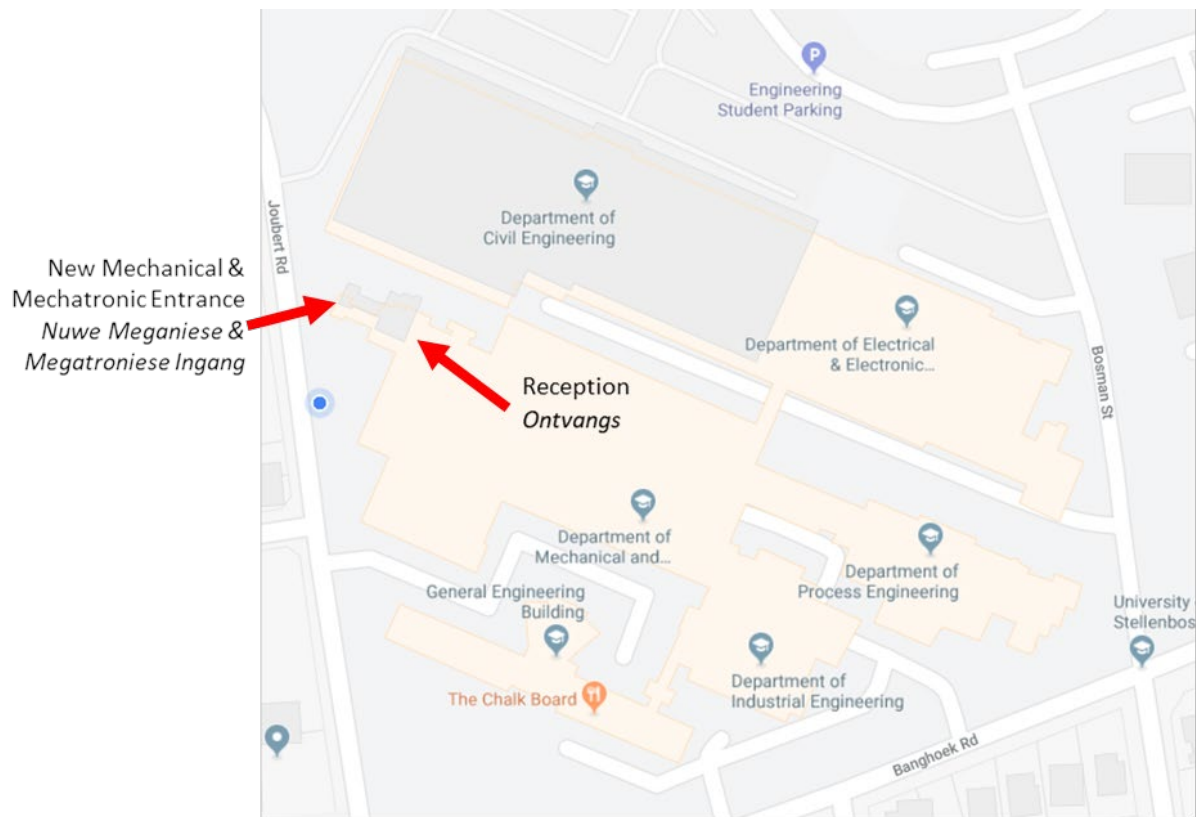 P
Engineering
Student Parking
Department of
Civil Engineering
Joubert Rd
New Mechanical &
Mechatronic Entrance
Nuwe Meganiese &
Megatroniese Ingang
Reception
Ontvangs
Department of Electrical
& Electronic...
Bosman St
Department of
Mechanical and...
Department of
Process Engineering
General Engineering
Building
University
Stellenbos
Department of
Industrial Engineering
The Chalk Board
Banghoek Rd